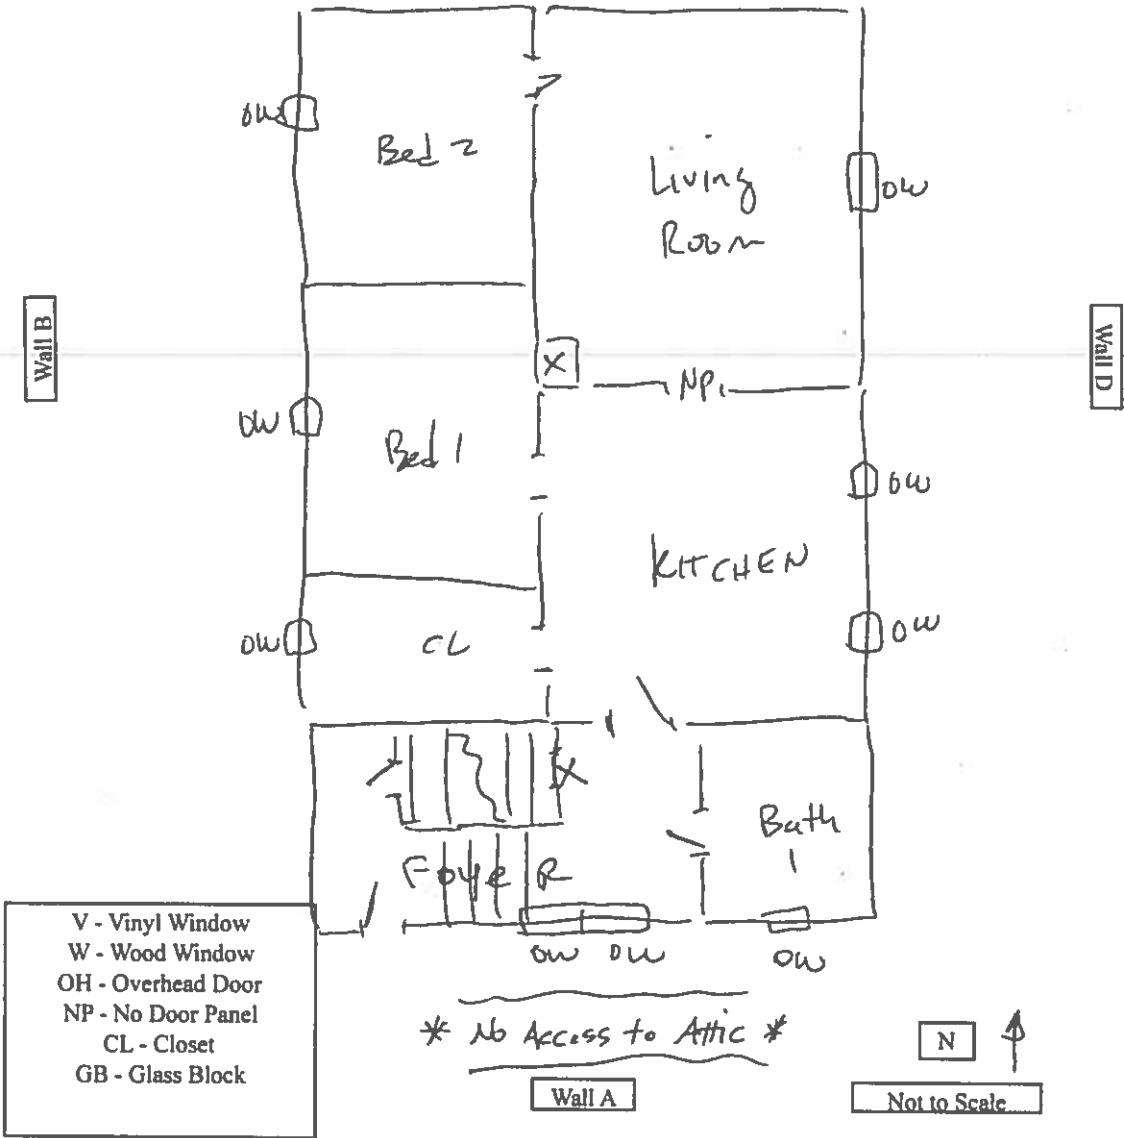 OW
Bed 2
Living
Room
OW
Wall B
Wall D
X
NP
OW
Bed 1
OW
KITCHEN
OW
CL
OW
X
Bath
1
Foyer
V - Vinyl Window
W - Wood Window
OH - Overhead Door
NP - No Door Panel
CL - Closet
GB - Glass Block
OW OW
OW
* No Access to Attic *
N
Wall A
Not to Scale